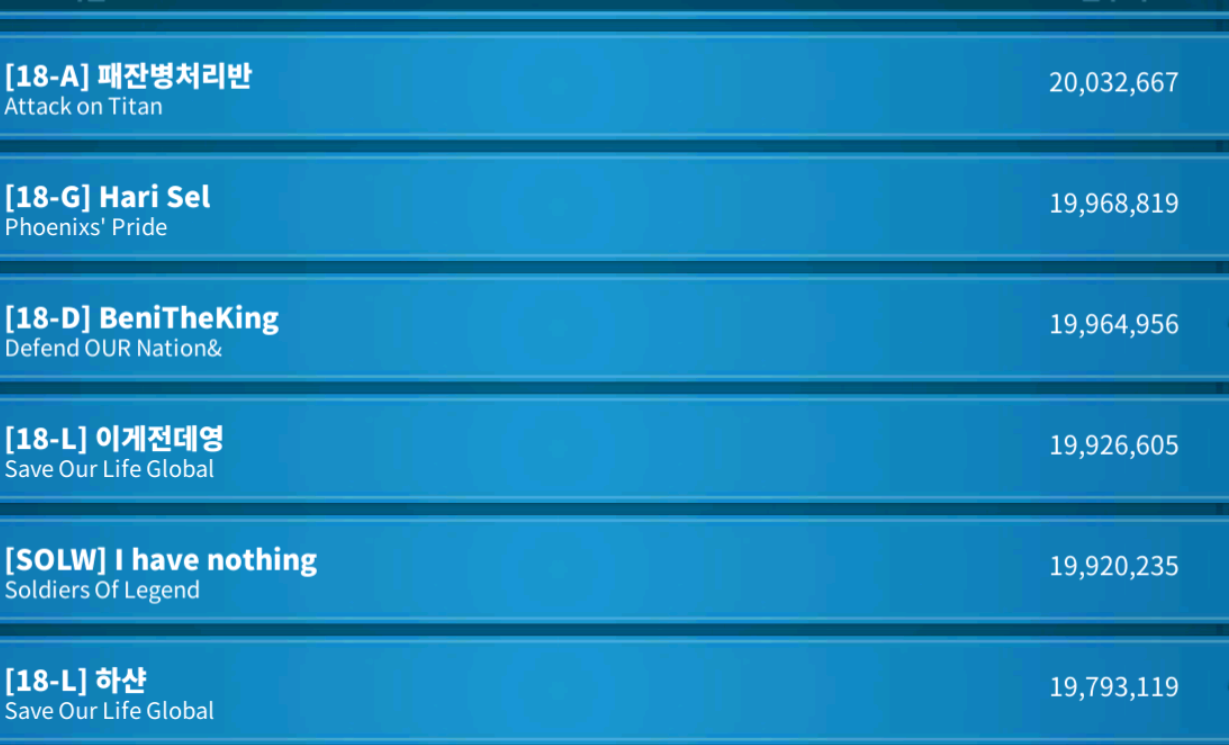 [18-A] 패잔병처리반
20,032,667
Attack on Titan
[18-G] Hari Sel
19,968,819
Phoenixs' Pride
[18-D] BeniTheKing
19,964,956
Defend OUR Nation&
[18-L] 이게전데영
19,926,605
Save Our Life Global
[SOLW] I have nothing
19,920,235
Soldiers Of Legend
[18-L] 하샨
19,793,119
Save Our Life Global